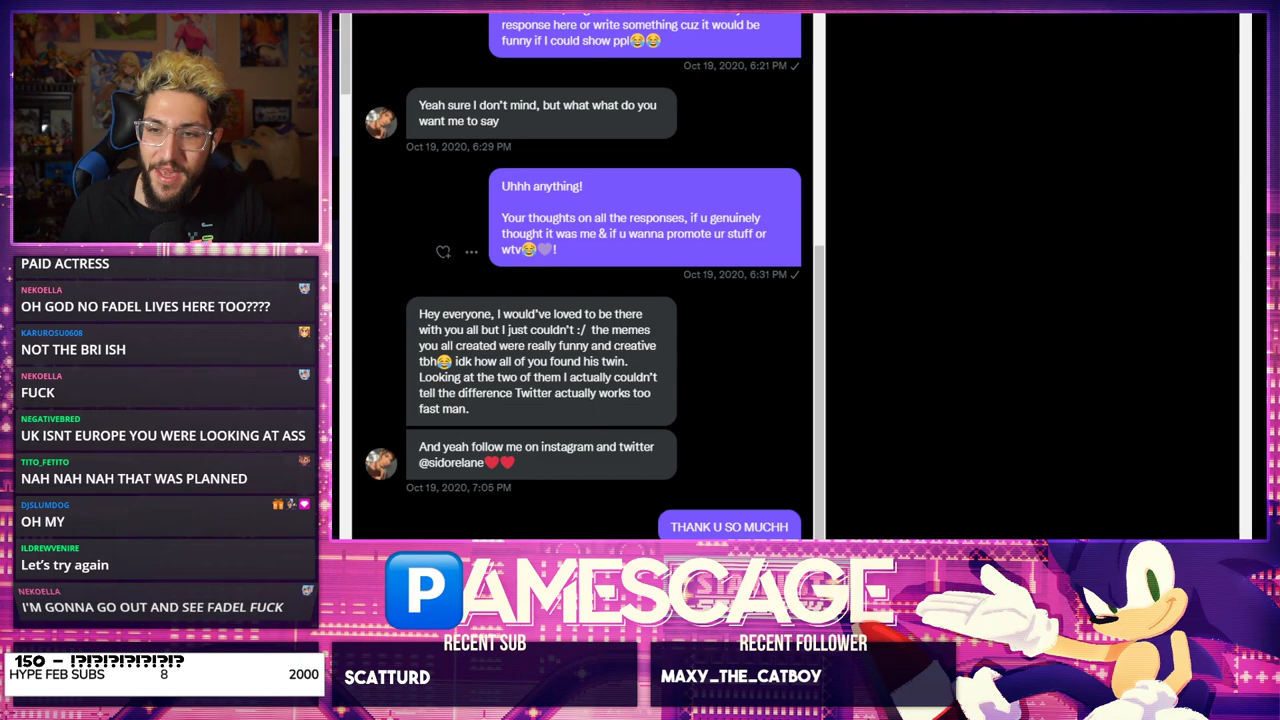 PAID ACTRESS
NEKOELLA
OH GOD NO FADEL LIVES HERE TOO????
KARUROSU0608
NOT THE BRI ISH
NEKOELLA
FUCK
NEGATIVEBRED
UK ISNT EUROPE YOU WERE LOOKING AT ASS
TITO_FETITO
NAH NAH NAH THAT WAS PLANNED
DJSLUMDOG
OH MY
ILDREWVENIRE
Let's try again
NEKOELLA
I'M GONNA GO OUT AND SEE FADEL FUCK
150 - !?!?!?!?!?!?!?
HYPE FEB SUBS 8 2000
response here or write something cuz it would be
funny if I could show ppl😂😂
Oct 19, 2020, 6:21 PM ✓
Yeah sure I don't mind, but what what do you
want me to say
Oct 19, 2020, 6:29 PM
Uhhh anything!
Your thoughts on all the responses, if u genuinely
thought it was me & if u wanna promote ur stuff or
wtv😂💜!
Oct 19, 2020, 6:31 PM ✓
Hey everyone, I would've loved to be there
with you all but I just couldn't :/ the memes
you all created were really funny and creative
tbh😂 idk how all of you found his twin.
Looking at the two of them I actually couldn't
tell the difference Twitter actually works too
fast man.
And yeah follow me on instagram and twitter
@sidorelane❤️❤️
Oct 19, 2020, 7:05 PM
THANK U SO MUCHH
PAMESCAGE
RECENT SUB
SCATTURD
RECENT FOLLOWER
MAXY_THE_CATBOY